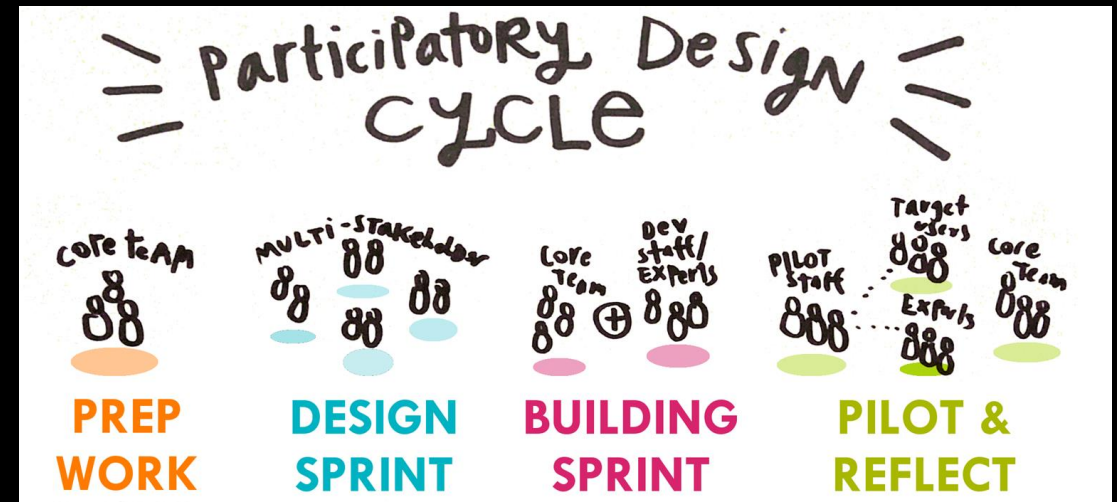 Participatory Design
Cycle
Core team
Multi-stakeholder
Core
Team
Dev
staff/
Experts
Pilot
staff
Target
users
Experts
Core
Team
PREP
WORK
DESIGN
SPRINT
BUILDING
SPRINT
PILOT &
REFLECT